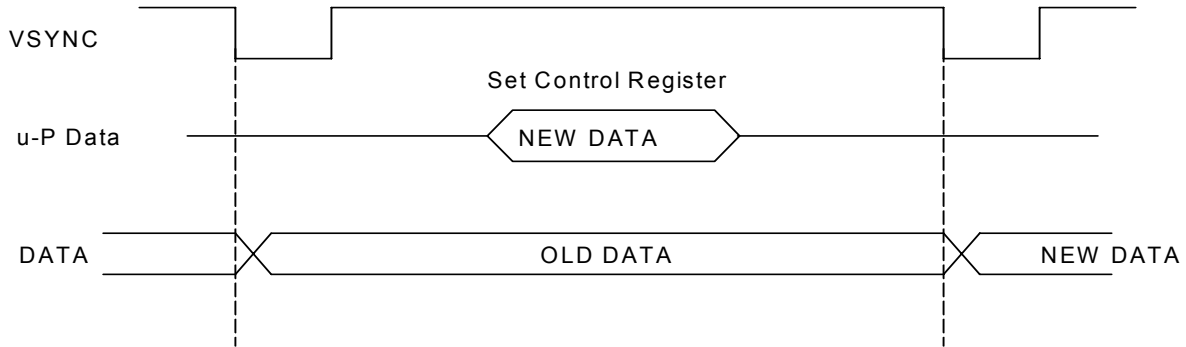 VSYNC
Set Control Register
u-P Data
NEW DATA
DATA
OLD DATA
NEW DATA